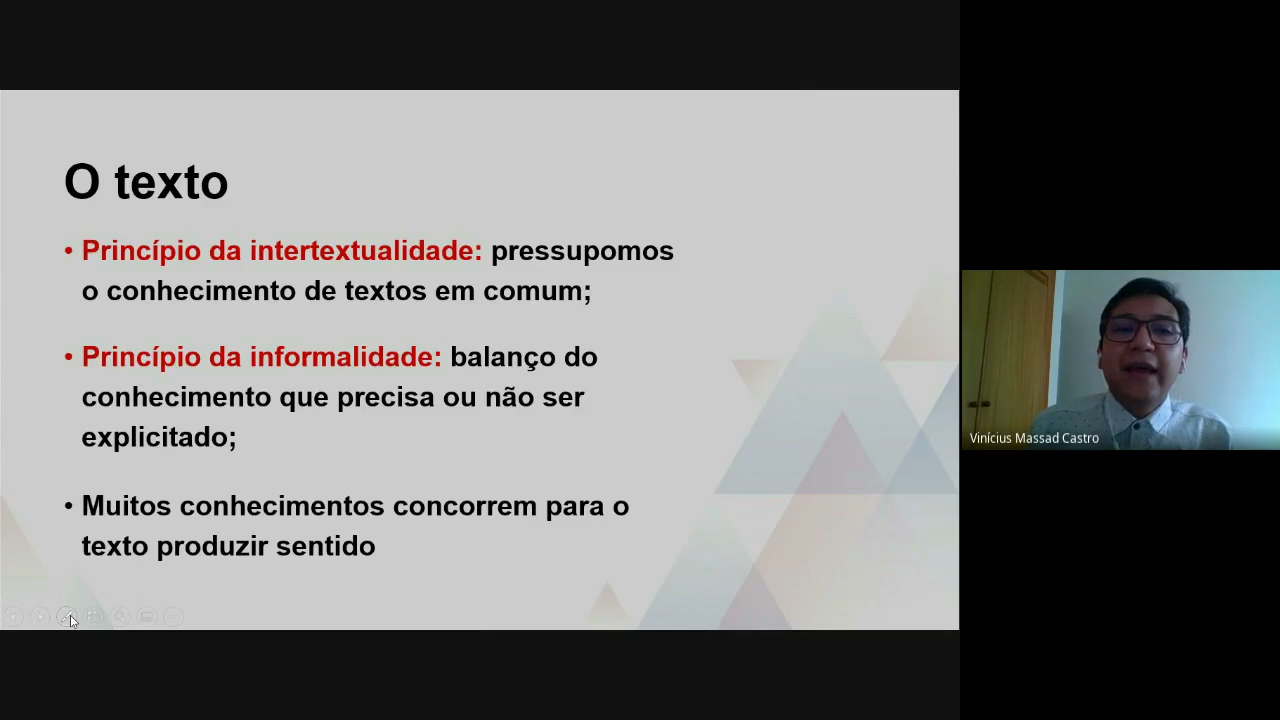 O texto
• Princípio da intertextualidade: pressupomos
o conhecimento de textos em comum;
• Princípio da informalidade: balanço do
conhecimento que precisa ou não ser
explicitado;
• Muitos conhecimentos concorrem para o
texto produzir sentido
Vinícius Massad Castro